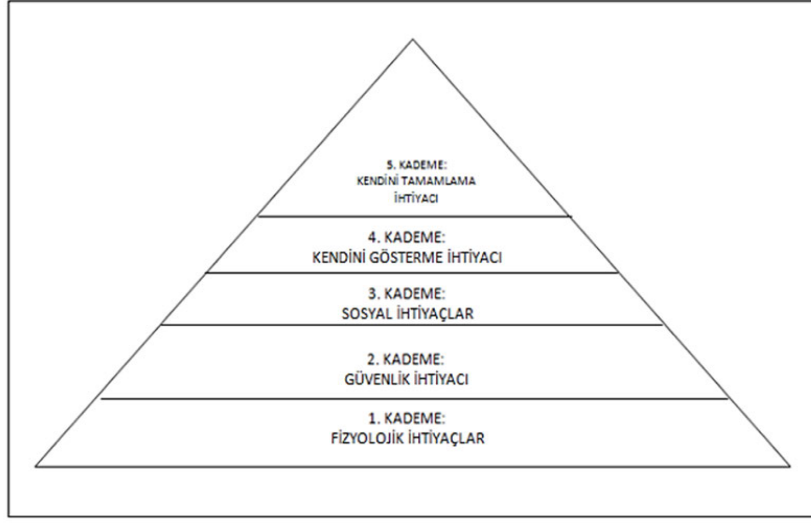 5. KADEME:
KENDİNİ TAMAMLAMA
İHTİYACI
4. KADEME:
KENDİNİ GÖSTERME İHTİYACI
3. KADEME:
SOSYAL İHTİYAÇLAR
2. KADEME:
GÜVENLİK İHTİYACI
1. KADEME:
FİZYOLOJİK İHTİYAÇLAR